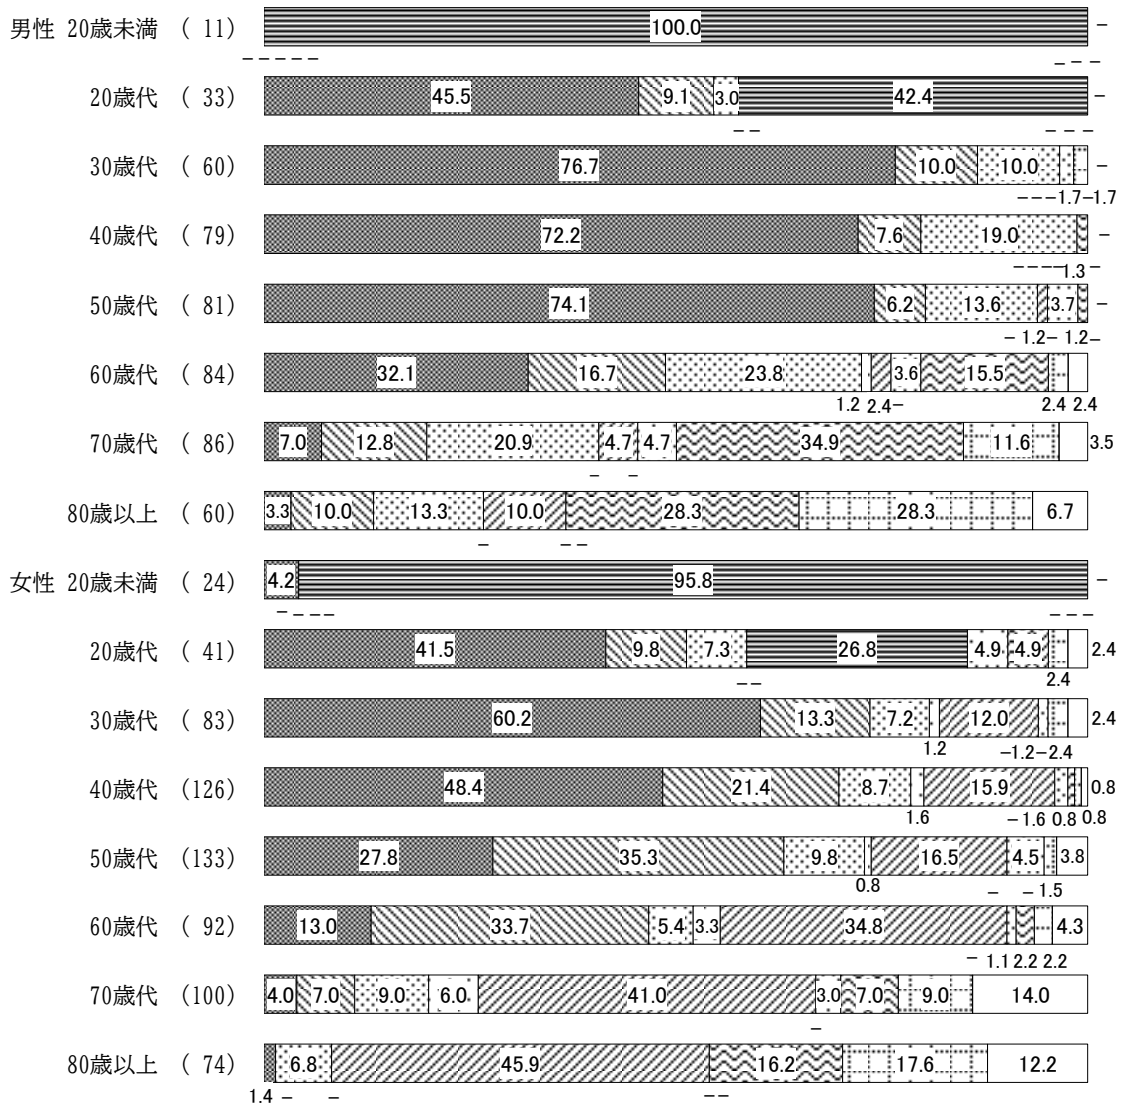 男性 20歳未満 ( 11) 100.0 -
- - - - - - - -
20歳代 ( 33) 45.5 9.1 3.0 42.4 -
- - - - -
30歳代 ( 60) 76.7 10.0 10.0 -
- - - 1.7 - 1.7
40歳代 ( 79) 72.2 7.6 19.0 -
- - - - 1.3 -
50歳代 ( 81) 74.1 6.2 13.6 3.7 -
- 1.2 - 1.2 -
60歳代 ( 84) 32.1 16.7 23.8 3.6 15.5
1.2 2.4 - 2.4 2.4
70歳代 ( 86) 7.0 12.8 20.9 4.7 4.7 34.9 11.6 3.5
- -
80歳以上 ( 60) 3.3 10.0 13.3 10.0 28.3 28.3 6.7
- - -
女性 20歳未満 ( 24) 4.2 95.8 -
- - - - - - -
20歳代 ( 41) 41.5 9.8 7.3 26.8 4.9 4.9 2.4
- - 2.4
30歳代 ( 83) 60.2 13.3 7.2 12.0 2.4
1.2 - 1.2 - 2.4
40歳代 (126) 48.4 21.4 8.7 15.9 0.8
1.6 - 1.6 0.8 0.8
50歳代 (133) 27.8 35.3 9.8 16.5 4.5 3.8
0.8 - - 1.5
60歳代 ( 92) 13.0 33.7 5.4 3.3 34.8 4.3
- 1.1 2.2 2.2
70歳代 (100) 4.0 7.0 9.0 6.0 41.0 3.0 7.0 9.0 14.0
-
80歳以上 ( 74) 6.8 45.9 16.2 17.6 12.2
1.4 - - - -